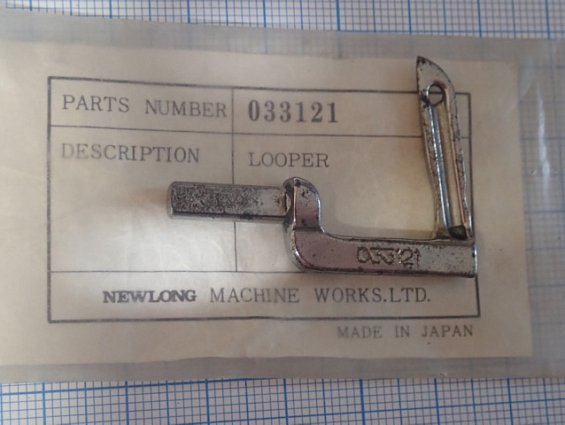 PARTS NUMBER 033121
DESCRIPTION LOOPER
033121
NEWLONG MACHINE WORKS.LTD.
MADE IN JAPAN